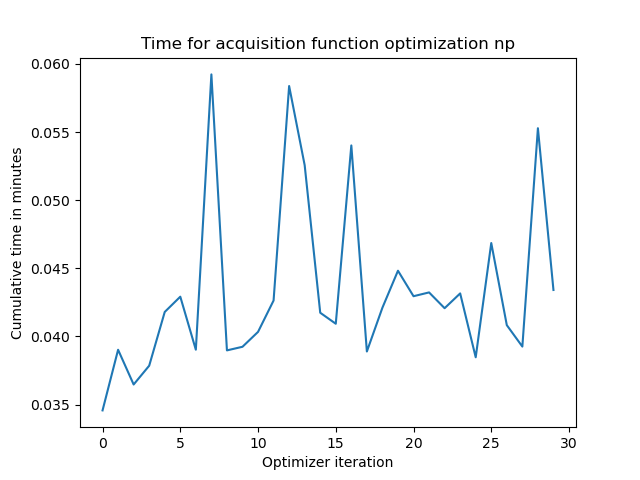 Time for acquisition function optimization np
0.060
0.055
0.050
0.045
0.040
0.035
Cumulative time in minutes
0 5 10 15 20 25 30
Optimizer iteration